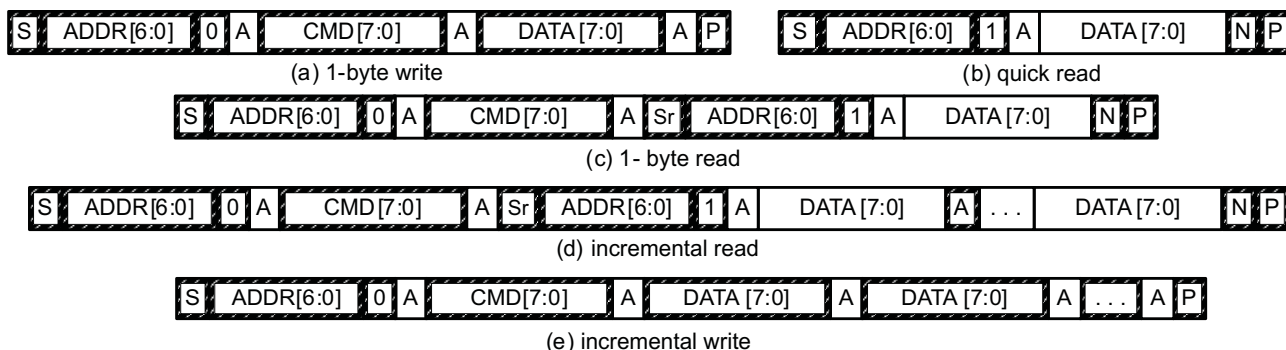 S ADDR[6:0] 0 A CMD[7:0] A DATA [7:0] A P
(a) 1-byte write
S ADDR[6:0] 1 A DATA [7:0] N P
(b) quick read
S ADDR[6:0] 0 A CMD[7:0] A Sr ADDR[6:0] 1 A DATA [7:0] N P
(c) 1- byte read
S ADDR[6:0] 0 A CMD[7:0] A Sr ADDR[6:0] 1 A DATA [7:0] A . . . DATA [7:0] N P
(d) incremental read
S ADDR[6:0] 0 A CMD[7:0] A DATA [7:0] A DATA [7:0] A . . . A P
(e) incremental write